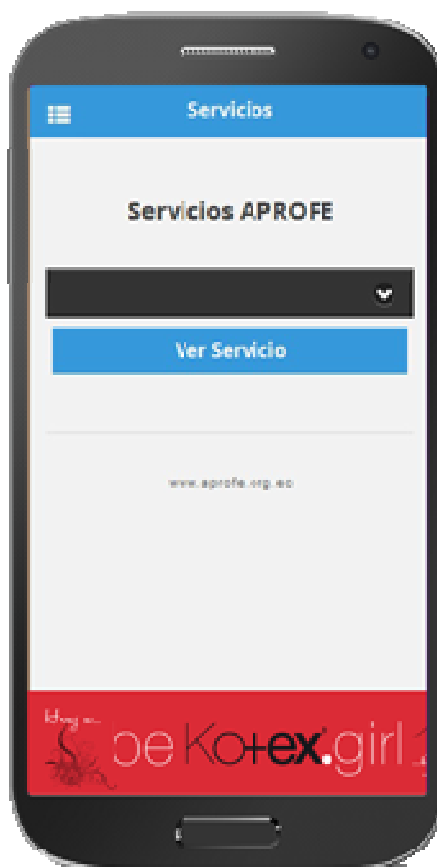 Servicios
Servicios APROFE
Ver Servicio
www.aprofe.org.ec
be Kotex.girl